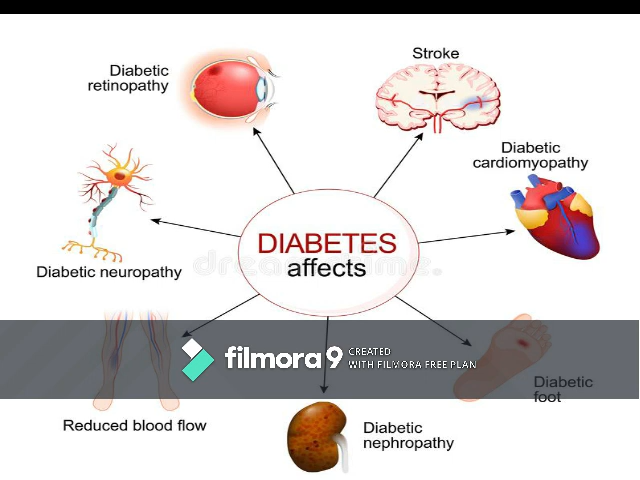 Stroke
Diabetic
retinopathy
Diabetic
cardiomyopathy
DIABETES
affects
Diabetic neuropathy
filmora9
CREATED
WITH FILMORA FREE PLAN
Diabetic
foot
Reduced blood flow
Diabetic
nephropathy